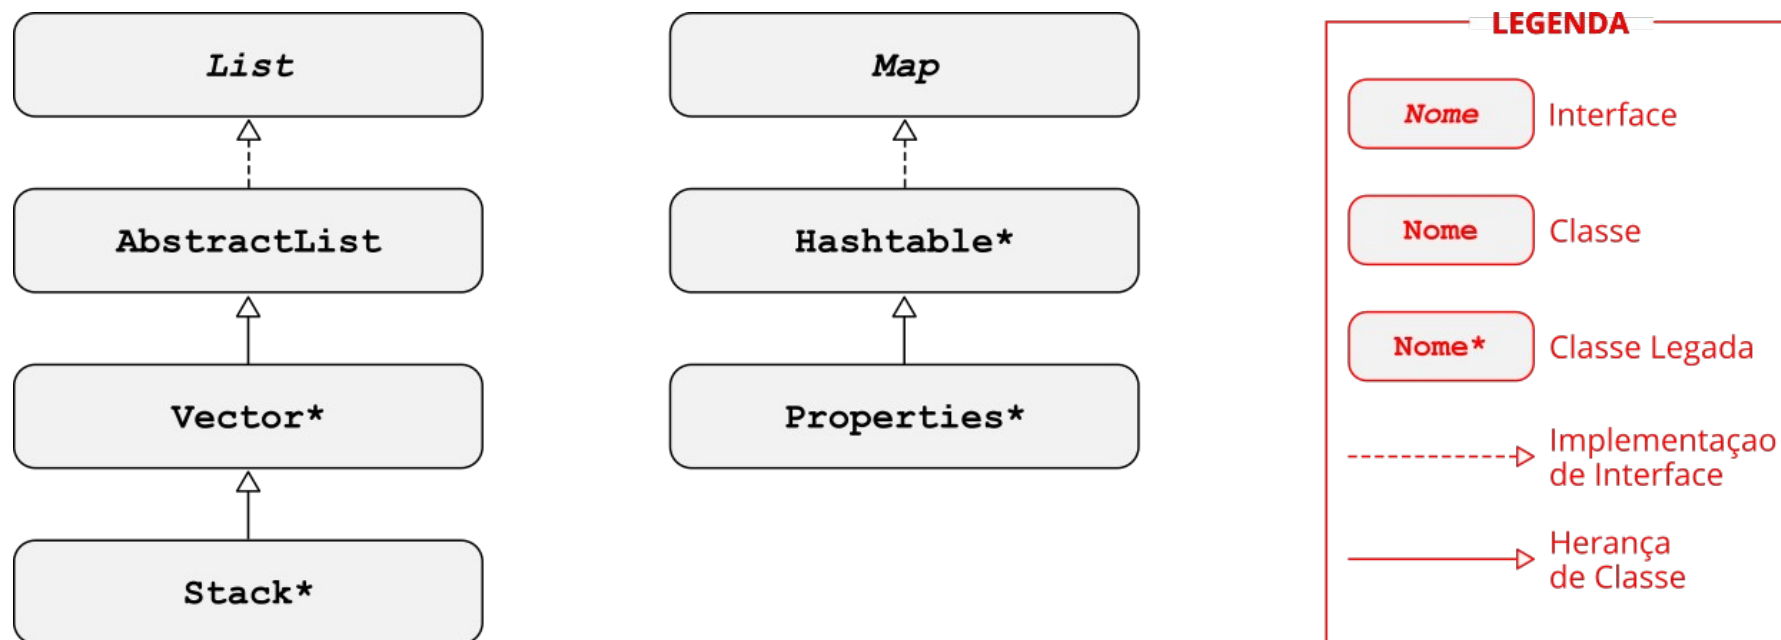 List
AbstractList
Vector*
Stack*
Map
Hashtable*
Properties*
LEGENDA
Nome
Interface
Nome
Classe
Nome*
Classe Legada
Implementaçao
de Interface
Herança
de Classe